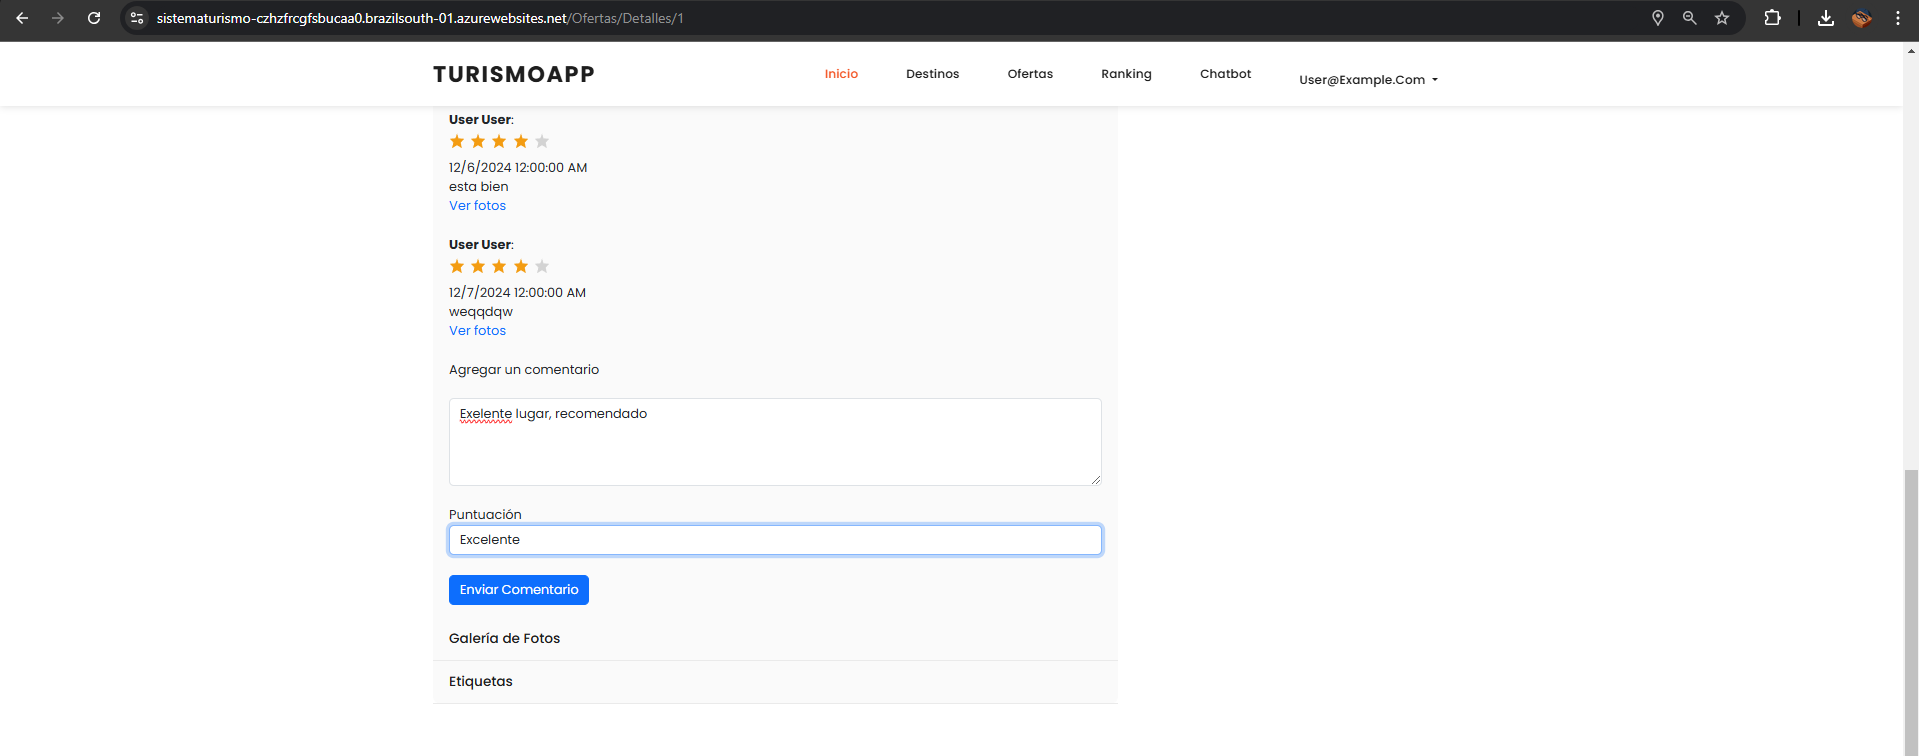 sistematurismo-czhzfrcgfsbucaa0.brazilsouth-01.azurewebsites.net/Ofertas/Detalles/1
TURISMOAPP Inicio Destinos Ofertas Ranking Chatbot User@Example.Com
User User:
12/6/2024 12:00:00 AM
esta bien
Ver fotos
User User:
12/7/2024 12:00:00 AM
weqqdqw
Ver fotos
Agregar un comentario
Exelente lugar, recomendado
Puntuación
Excelente
Enviar Comentario
Galería de Fotos
Etiquetas